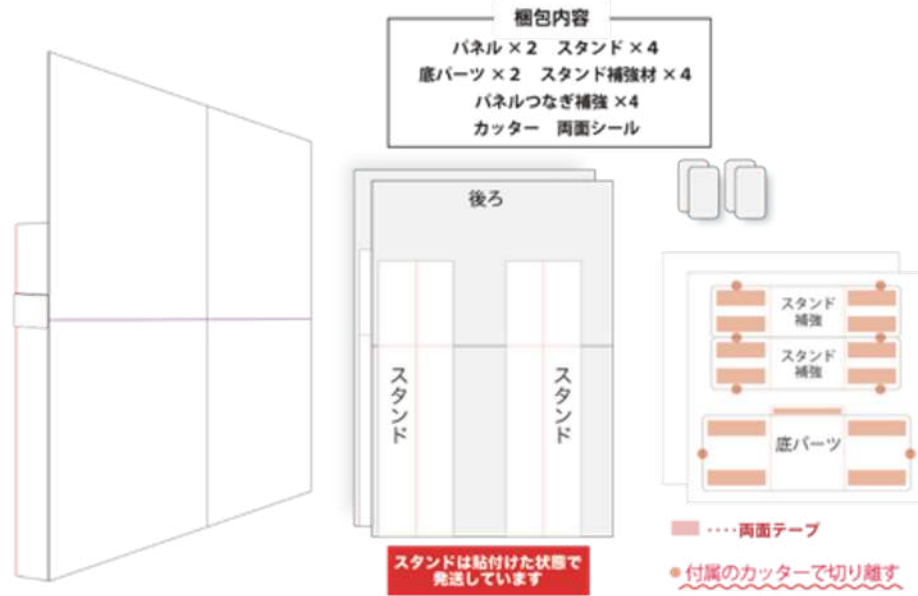 梱包内容
パネル×2 スタンド×4
底パーツ×2 スタンド補強材×4
パネルつなぎ補強×4
カッター 両面シール
後ろ
スタンド
スタンド
スタンドは貼付けた状態で
発送しています
スタンド
補強
スタンド
補強
底パーツ
‥‥両面テープ
付属のカッターで切り離す